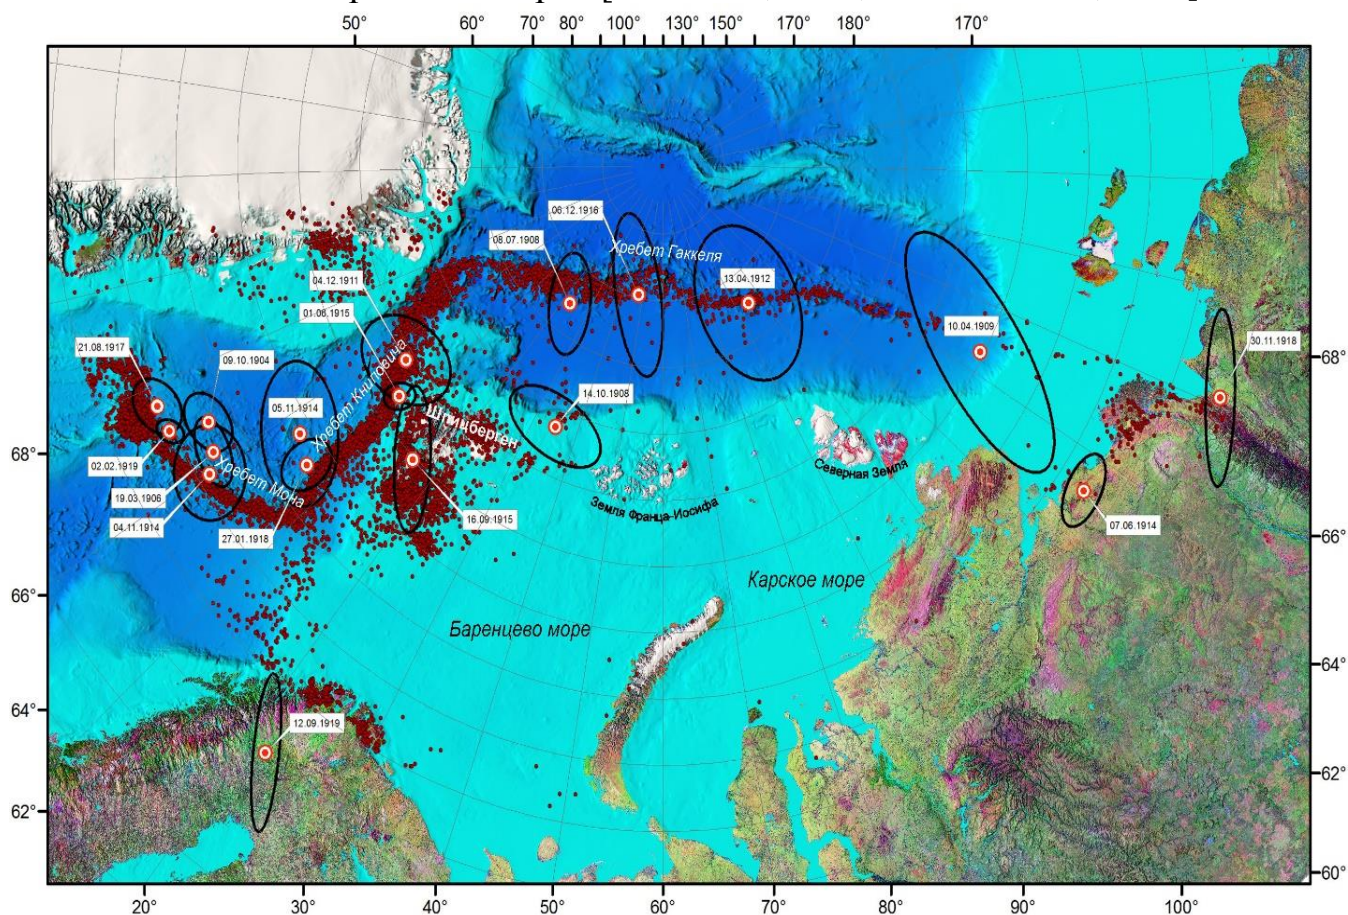 50° 60° 70° 80° 100° 130° 150° 170° 180° 170°
06.12.1916
08.07.1908
Хребет Гаккеля
04.12.1911
13.04.1912
01.06.1915
10.04.1909
21.08.1917
09.10.1904
30.11.1918
68°
Хребет Книповича
05.11.1914
14.10.1908
Шпицберген
68°
02.02.1919
Хребет Мона
Северная Земля
19.03.1906
Земля Франца-Иосифа
04.11.1914
16.09.1915
07.06.1914
27.01.1918
66°
Карское море
66°
Баренцево море
64°
64°
12.09.1919
62°
62°
60°
20° 30° 40° 50° 60° 70° 80° 90° 100°